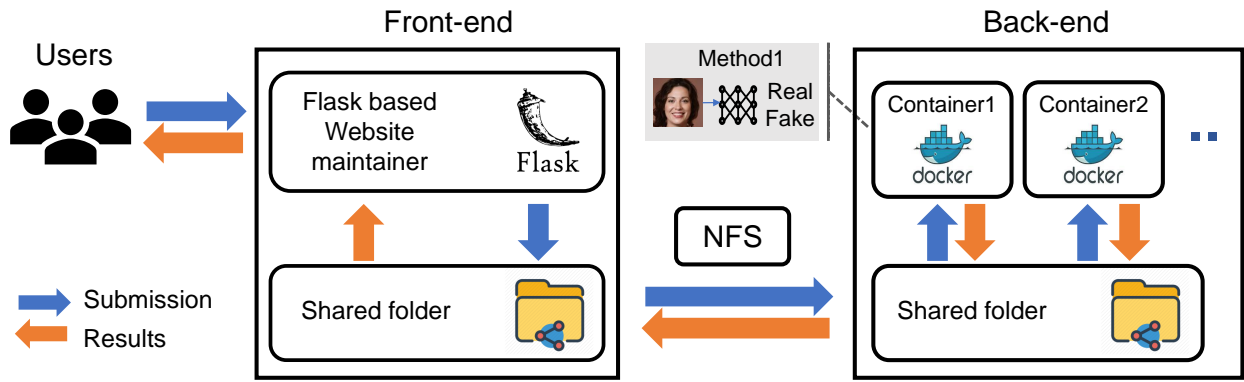 Front-end
Back-end
Users
Flask based
Website
maintainer
Flask
Method1
Real
Fake
Container1
docker
Container2
docker
NFS
Shared folder
Shared folder
Submission
Results